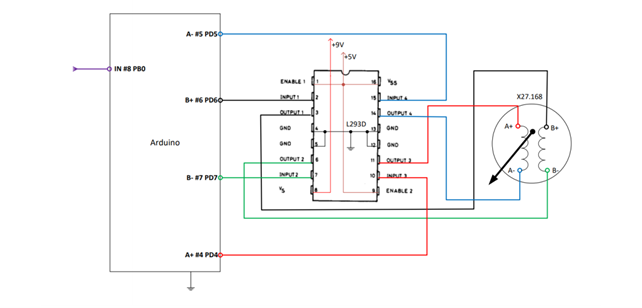 A- #5 PD5
+9V
+5V
IN #8 PB0
ENABLE 1 1 16 VSS
X27.168
B+ #6 PD6
INPUT 1 2 15 INPUT 4
OUTPUT 1 3 14 OUTPUT 4
L293D
A+ B+
GND 4 13 GND
Arduino
GND 5 12 GND
OUTPUT 2 6 11 OUTPUT 3
A- B-
B- #7 PD7
INPUT 2 7 10 INPUT 3
VS 8 9 ENABLE 2
A+ #4 PD4